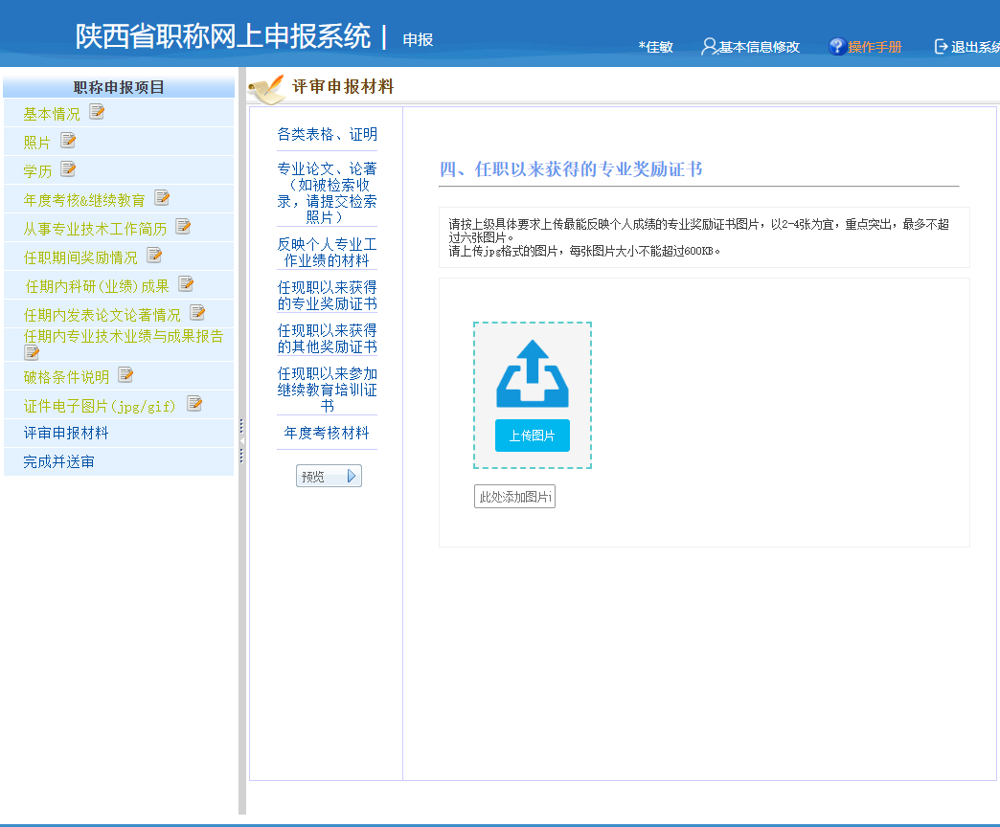 陕西省职称网上申报系统 | 申报
*佳敏 基本信息修改 操作手册 退出系统
职称申报项目
基本情况
照片
学历
年度考核&继续教育
从事专业技术工作简历
任职期间奖励情况
任期内科研(业绩)成果
任期内发表论文论著情况
任期内专业技术业绩与成果报告
破格条件说明
证件电子图片(jpg/gif)
评审申报材料
完成并送审
评审申报材料
各类表格、证明
专业论文、论著
（如被检索收
录，请提交检索
照片）
反映个人专业工
作业绩的材料
任现职以来获得
的专业奖励证书
任现职以来获得
的其他奖励证书
任现职以来参加
继续教育培训证
书
年度考核材料
预览
四、任职以来获得的专业奖励证书
请按上级具体要求上传最能反映个人成绩的专业奖励证书图片，以2-4张为宜，重点突出，最多不超
过六张图片。
请上传jpg格式的图片，每张图片大小不能超过600KB。
上传图片
此处添加图片i